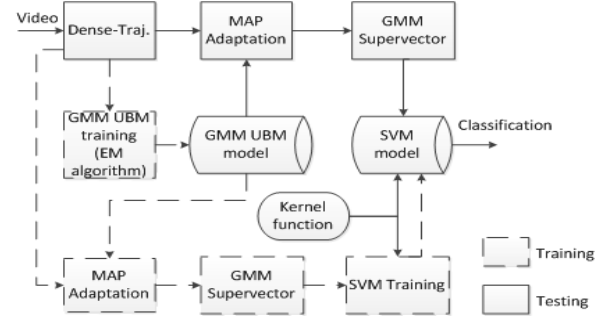 Video
Dense-Traj.
MAP
Adaptation
GMM
Supervector
GMM UBM
training
(EM
algorithm)
GMM UBM
model
SVM
model
Classification
Kernel
function
MAP
Adaptation
GMM
Supervector
SVM Training
Training
Testing